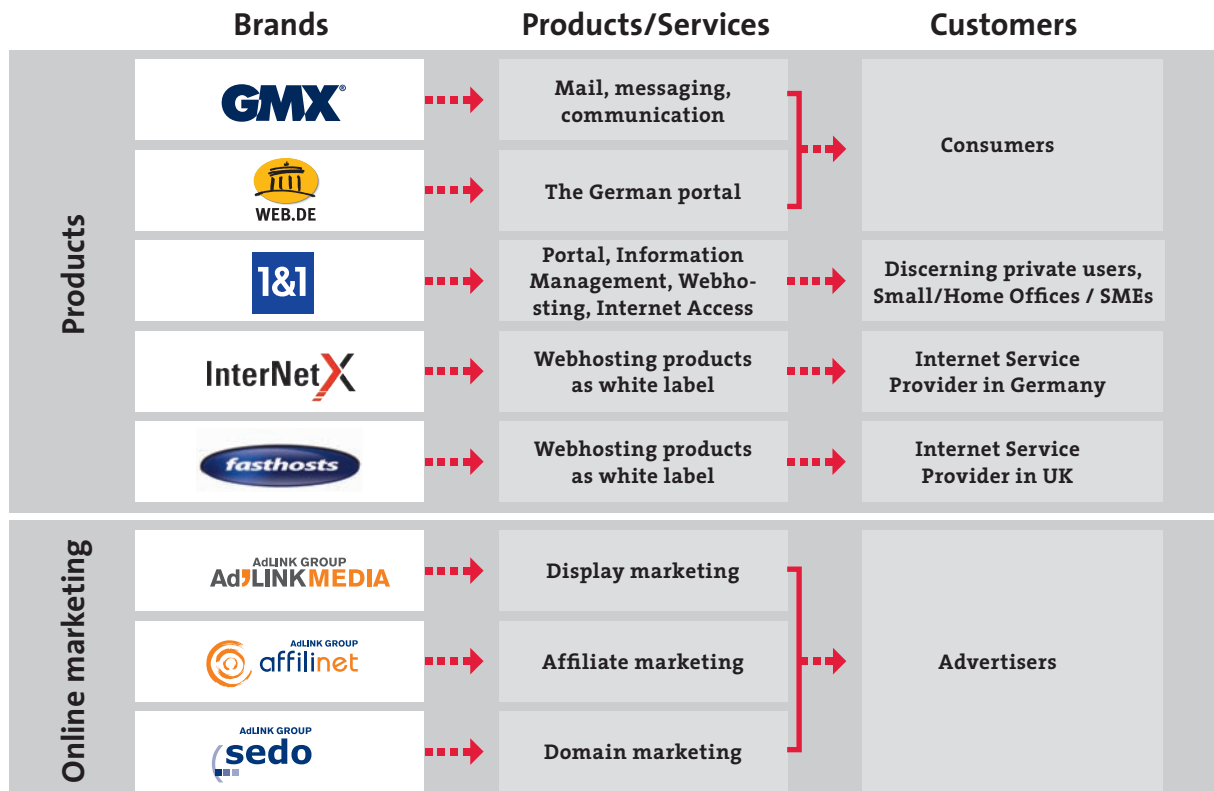 Brands
Products/Services
Customers
Products
GMX®
Mail, messaging,
communication
Consumers
WEB.DE
The German portal
1&1
Portal, Information
Management, Webho-
sting, Internet Access
Discerning private users,
Small/Home Offices / SMEs
InterNetX
Webhosting products
as white label
Internet Service
Provider in Germany
fasthosts
Webhosting products
as white label
Internet Service
Provider in UK
Online marketing
AdLINK GROUP
Ad'LINKMEDIA
Display marketing
Advertisers
AdLINK GROUP
affilinet
Affiliate marketing
AdLINK GROUP
sedo
Domain marketing